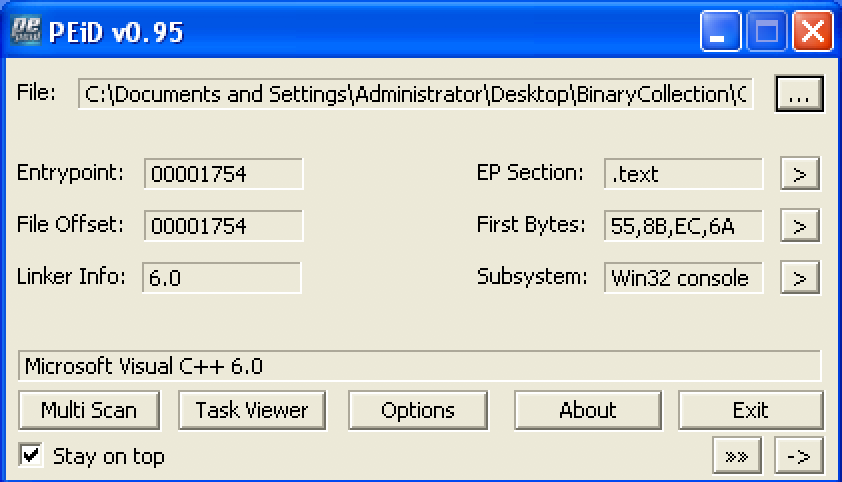 PEiD v0.95
File: C:\Documents and Settings\Administrator\Desktop\BinaryCollection\C ...
Entrypoint: 00001754 EP Section: .text >
File Offset: 00001754 First Bytes: 55,8B,EC,6A >
Linker Info: 6.0 Subsystem: Win32 console >
Microsoft Visual C++ 6.0
Multi Scan Task Viewer Options About Exit
Stay on top »» ->